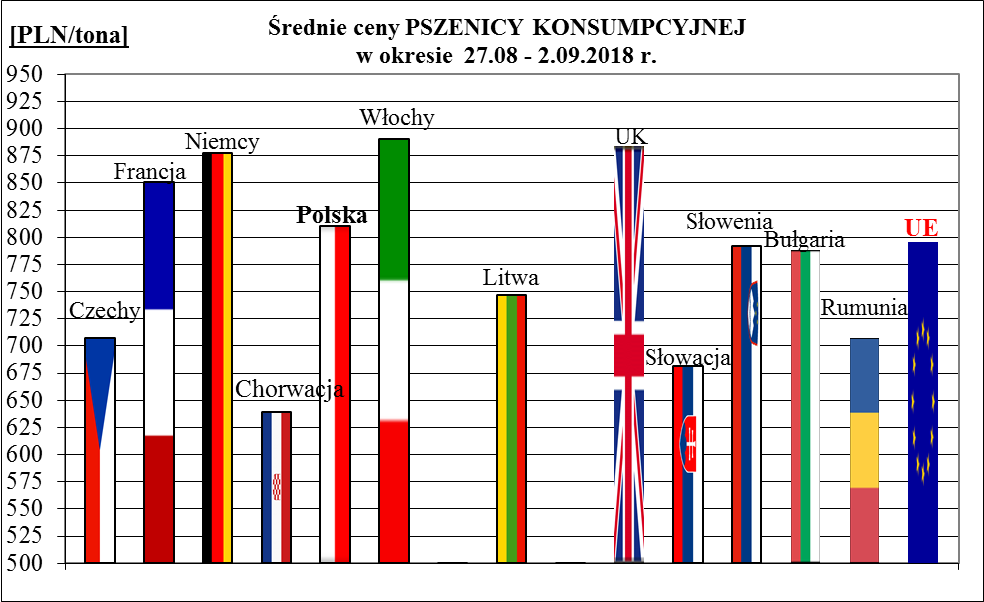 [PLN/tona]
Średnie ceny PSZENICY KONSUMPCYJNEJ
w okresie 27.08 - 2.09.2018 r.
950
925
900
875
850
825
800
775
750
725
700
675
650
625
600
575
550
525
500
Czechy
Francja
Niemcy
Chorwacja
Polska
Włochy
Litwa
UK
Słowacja
Słowenia
Bułgaria
Rumunia
UE